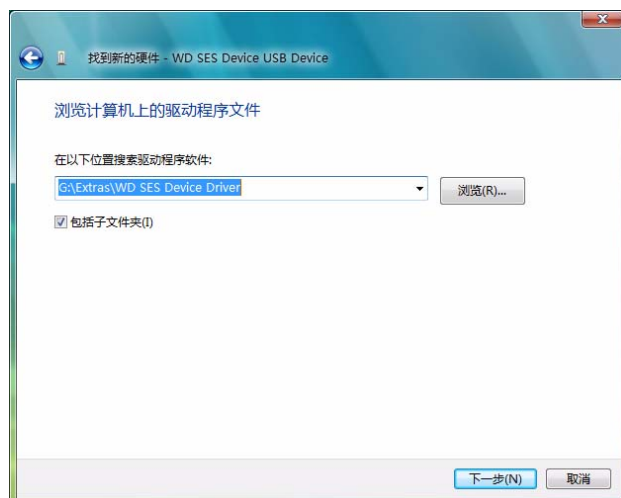 找到新的硬件 - WD SES Device USB Device
浏览计算机上的驱动程序文件
在以下位置搜索驱动程序软件:
G:\Extras\WD SES Device Driver
浏览(R)...
包括子文件夹(I)
下一步(N)
取消